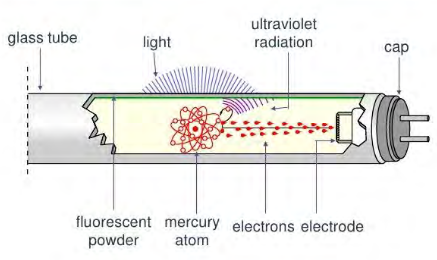 glass tube
light
ultraviolet
radiation
cap
fluorescent
powder
mercury
atom
electrons
electrode